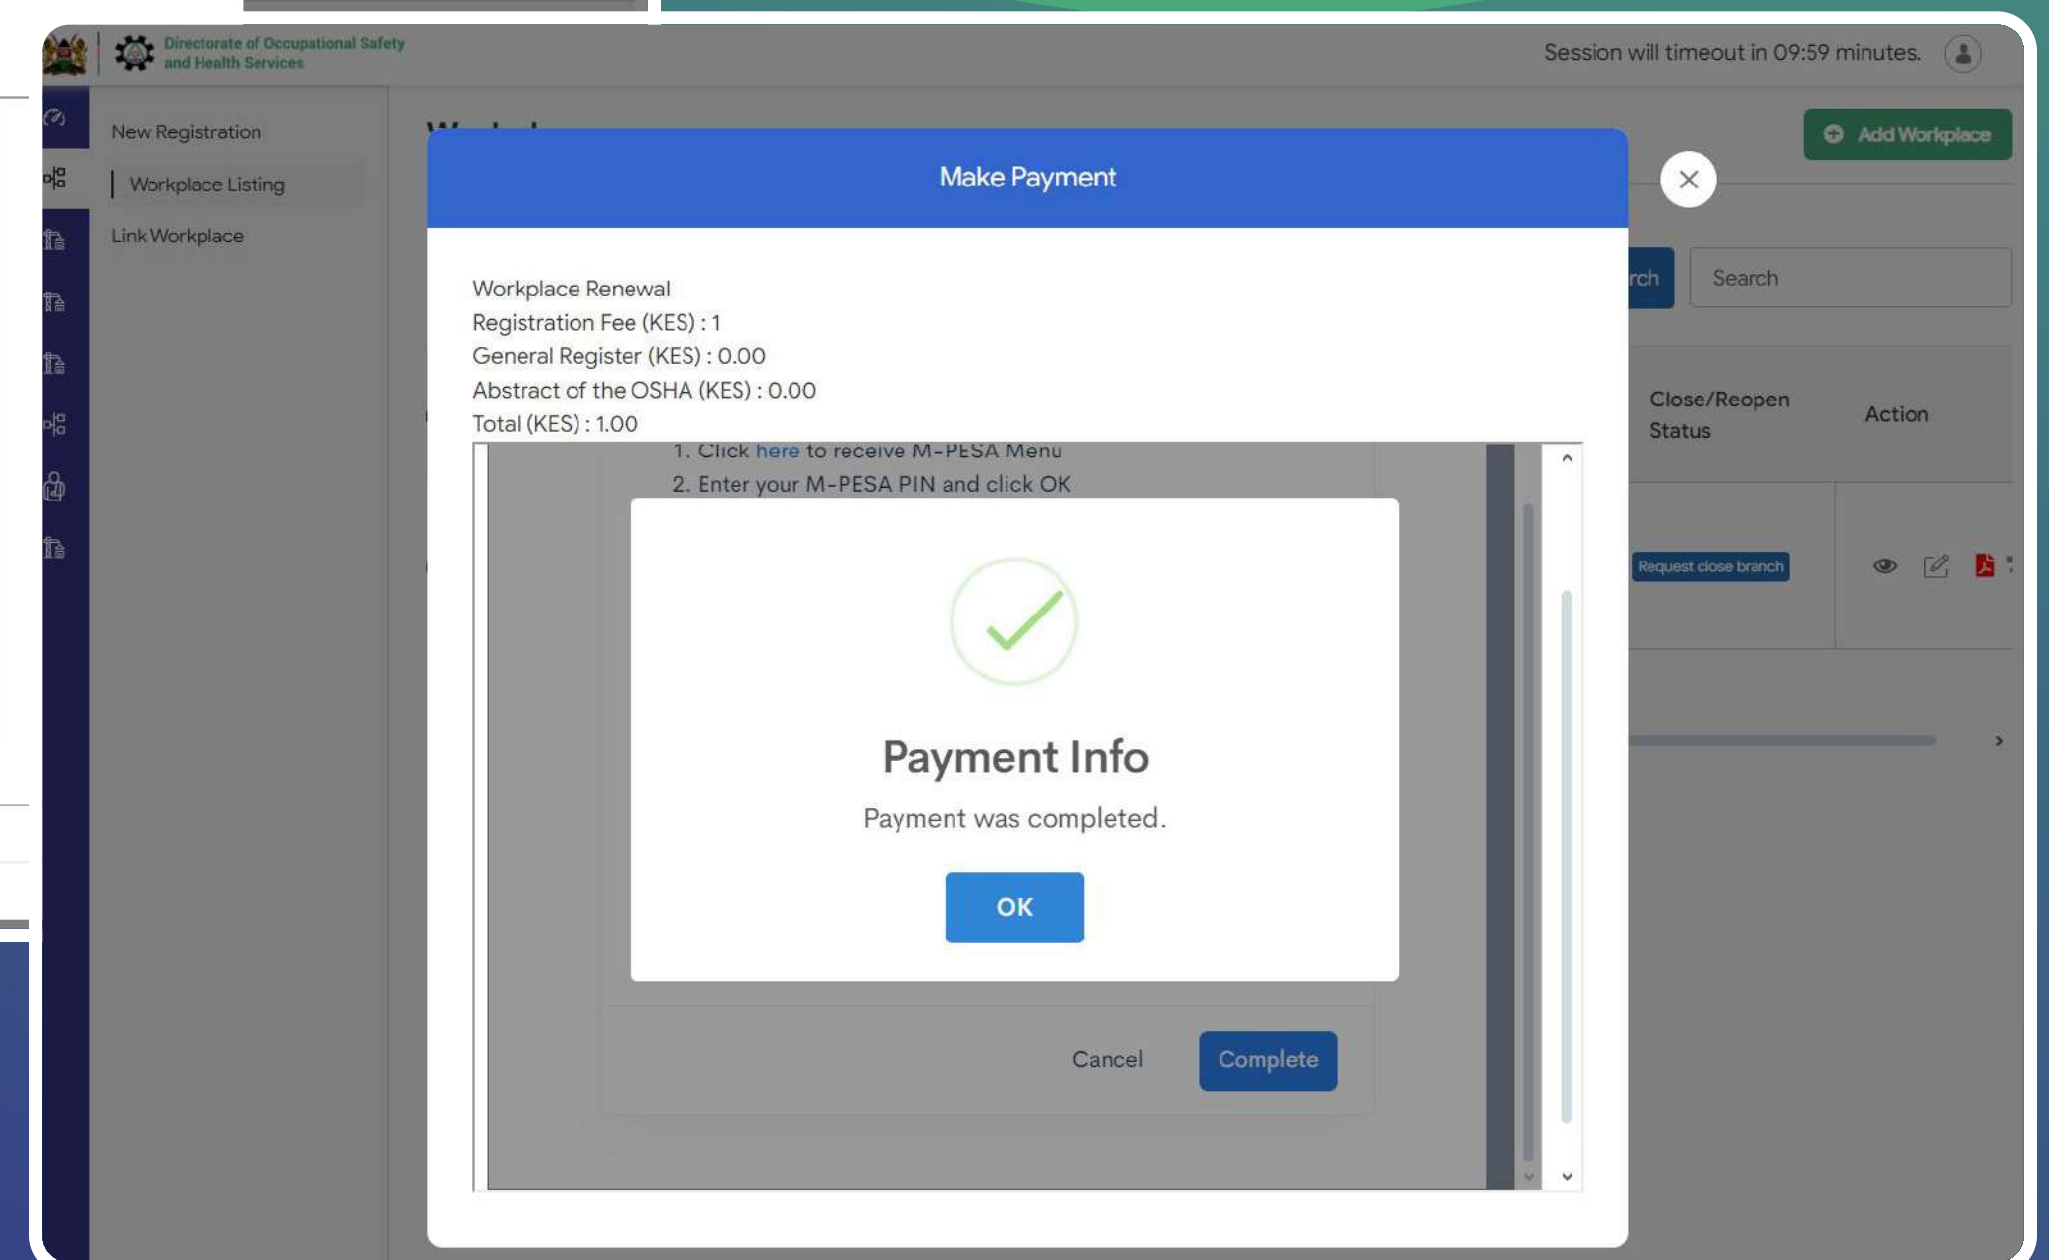 Directorate of Occupational Safety
and Health Services
Session will timeout in 09:59 minutes.
New Registration
Workplace Listing
Link Workplace
Add Workplace
Make Payment
Search
Workplace Renewal
Registration Fee (KES) : 1
General Register (KES) : 0.00
Abstract of the OSHA (KES) : 0.00
Total (KES) : 1.00
Close/Reopen
Status
Action
1. Click here to receive M-PESA Menu
2. Enter your M-PESA PIN and click OK
Request close branch
Payment Info
Payment was completed.
OK
Cancel
Complete